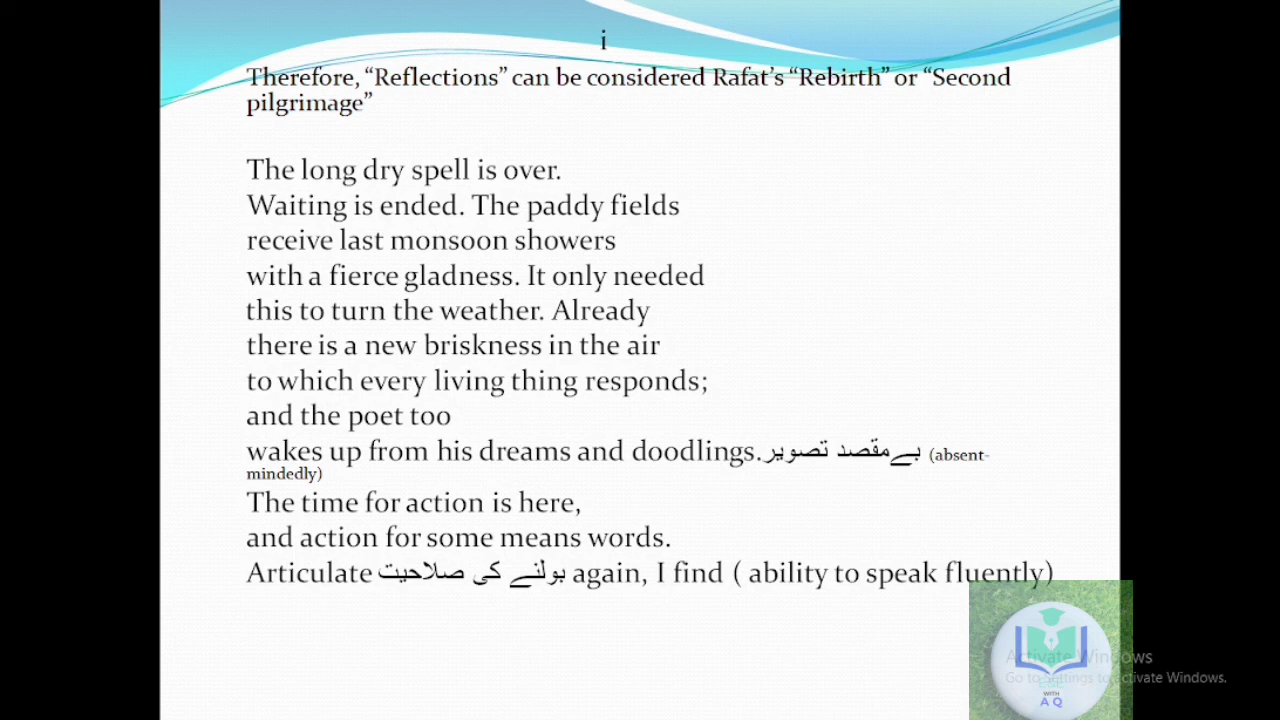 i
Therefore, “Reflections” can be considered Rafat’s “Rebirth” or “Second
pilgrimage”
The long dry spell is over.
Waiting is ended. The paddy fields
receive last monsoon showers
with a fierce gladness. It only needed
this to turn the weather. Already
there is a new briskness in the air
to which every living thing responds;
and the poet too
wakes up from his dreams and doodlings.بےمقصد تصویر (absent-
mindedly)
The time for action is here,
and action for some means words.
Articulate بولنے کی صلاحیت again, I find ( ability to speak fluently)
Activate Windows
Go to Settings to activate Windows.
WITH
A Q